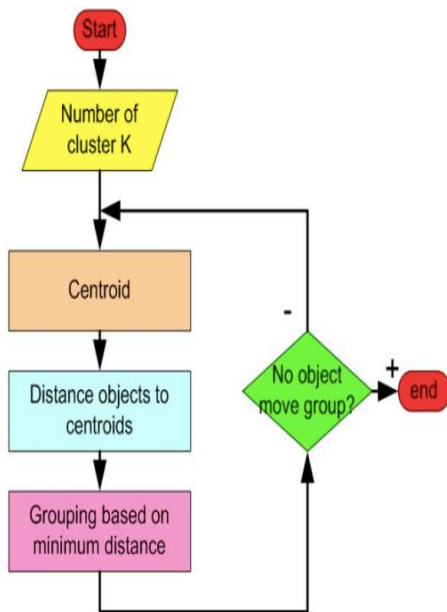 Start
Number of
cluster K
Centroid
Distance objects to
centroids
Grouping based on
minimum distance
-
No object
move group?
+
end